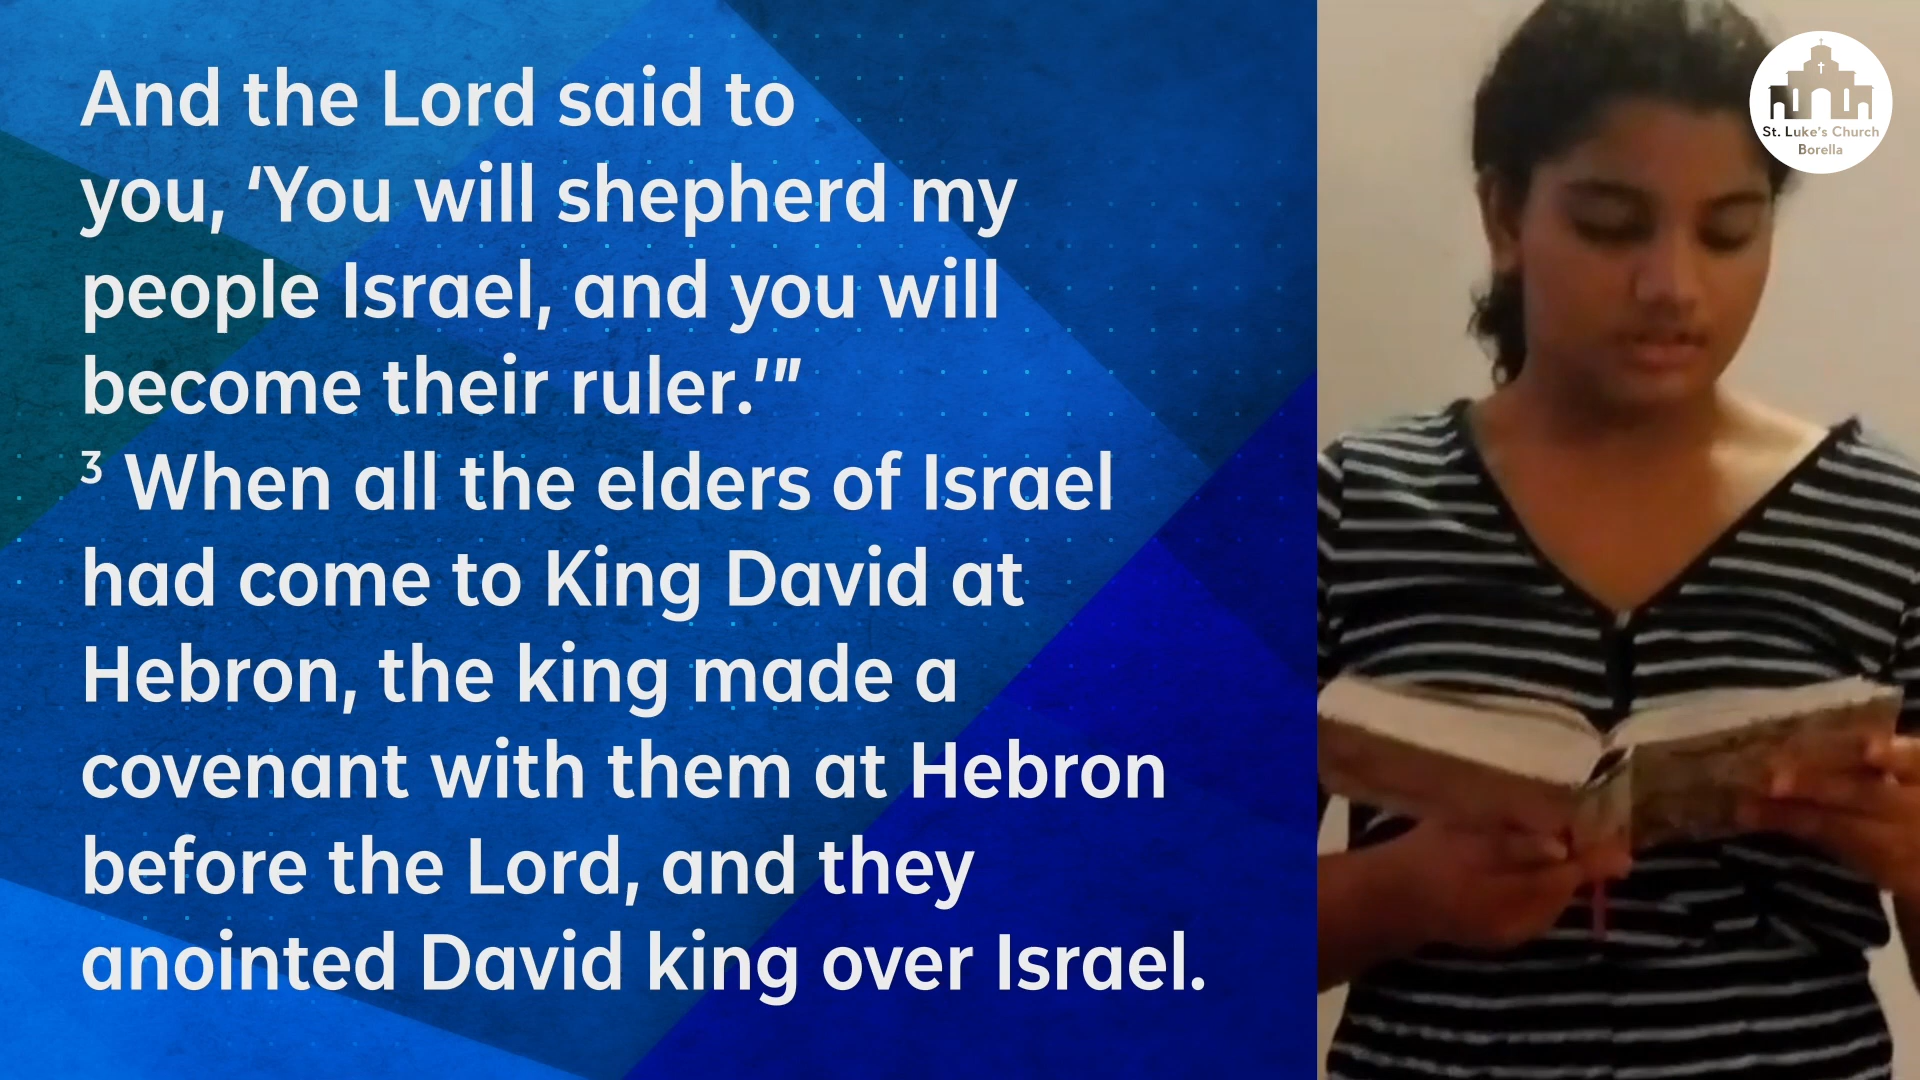 And the Lord said to
you, ‘You will shepherd my
people Israel, and you will
become their ruler.’”
³ When all the elders of Israel
had come to King David at
Hebron, the king made a
covenant with them at Hebron
before the Lord, and they
anointed David king over Israel.
St. Luke's Church
Borella